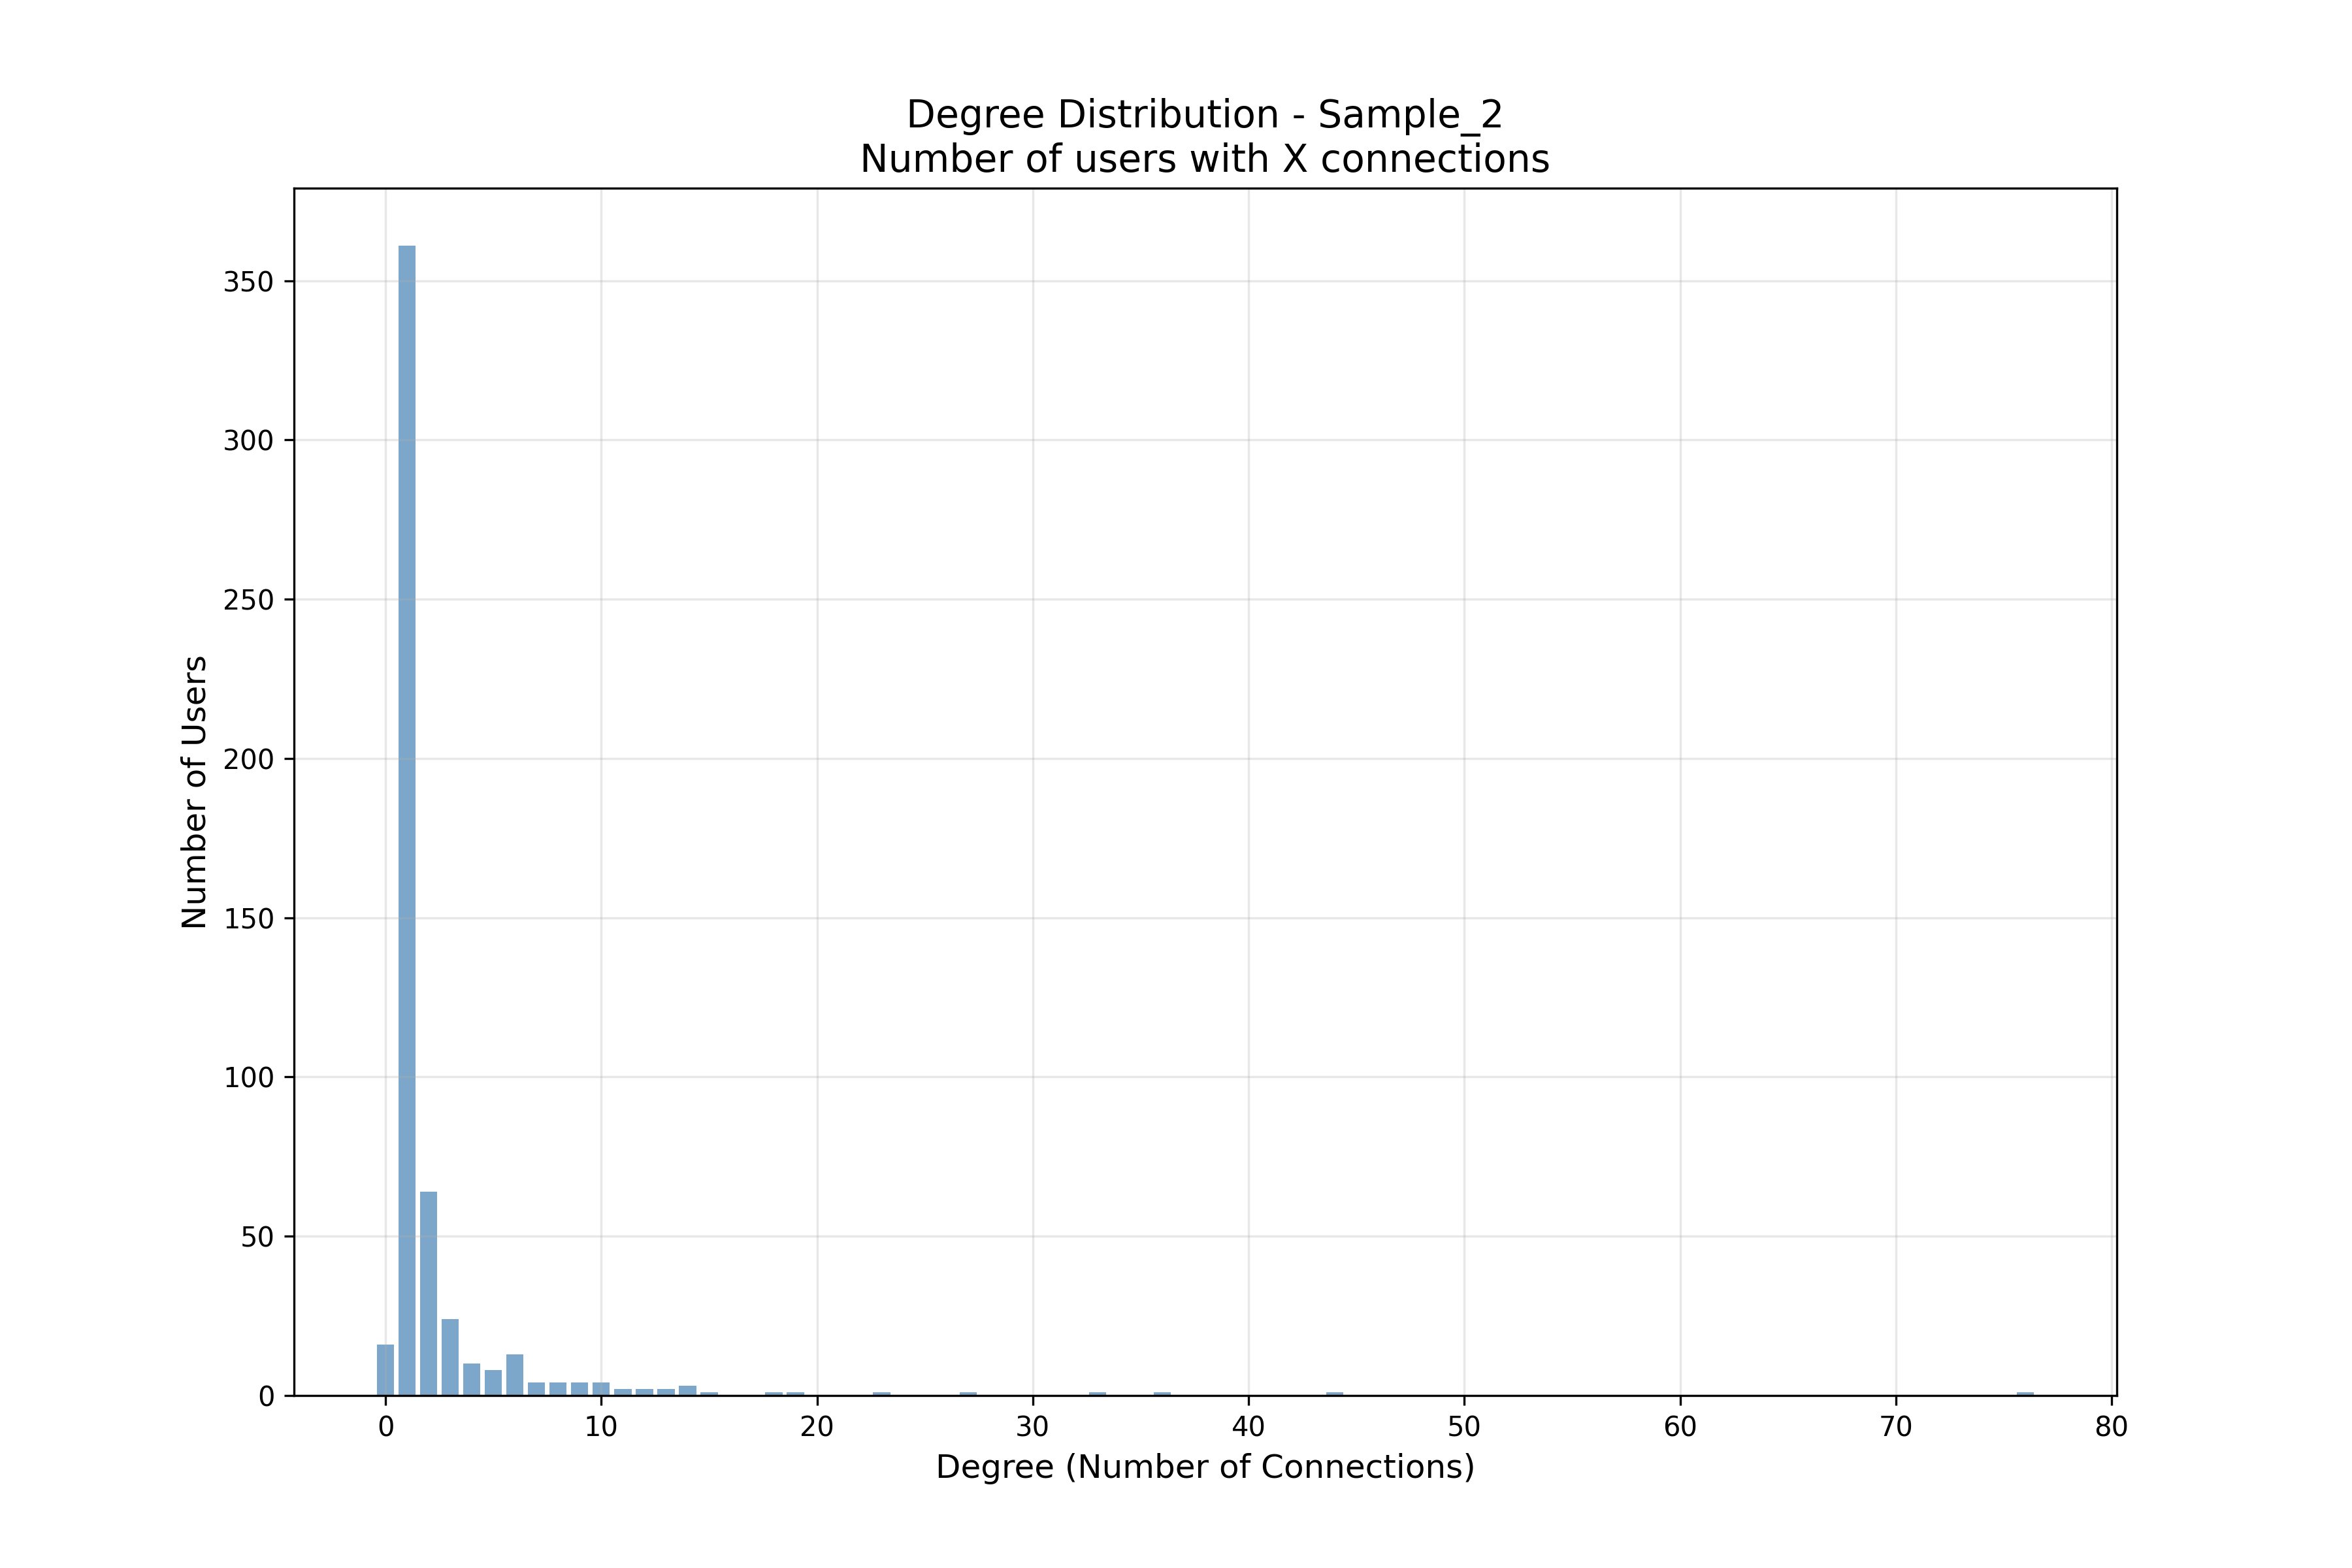 Degree Distribution - Sample_2
Number of users with X connections
350
300
250
200
150
100
50
0
Number of Users
0 10 20 30 40 50 60 70 80
Degree (Number of Connections)